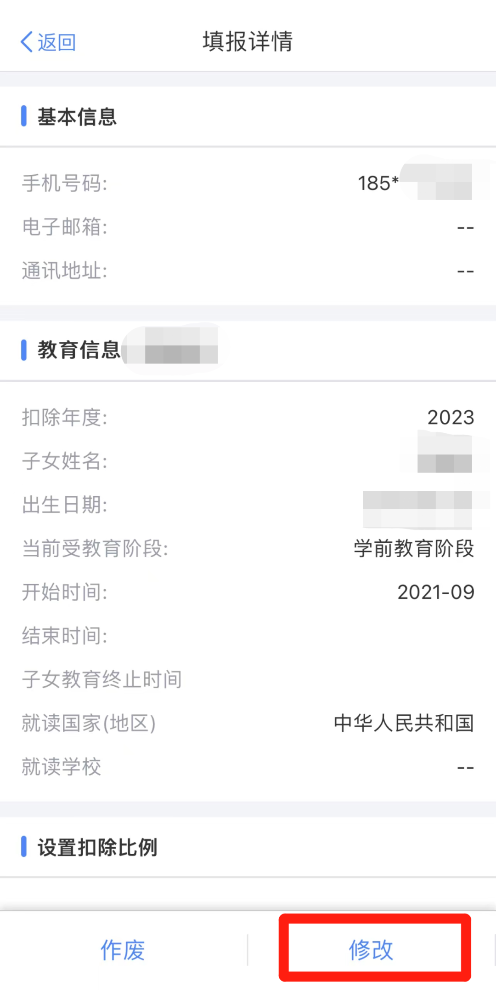 返回
填报详情
基本信息
手机号码: 185*
电子邮箱: --
通讯地址: --
教育信息
扣除年度: 2023
子女姓名:
出生日期:
当前受教育阶段: 学前教育阶段
开始时间: 2021-09
结束时间:
子女教育终止时间
就读国家(地区) 中华人民共和国
就读学校 --
设置扣除比例
作废 修改